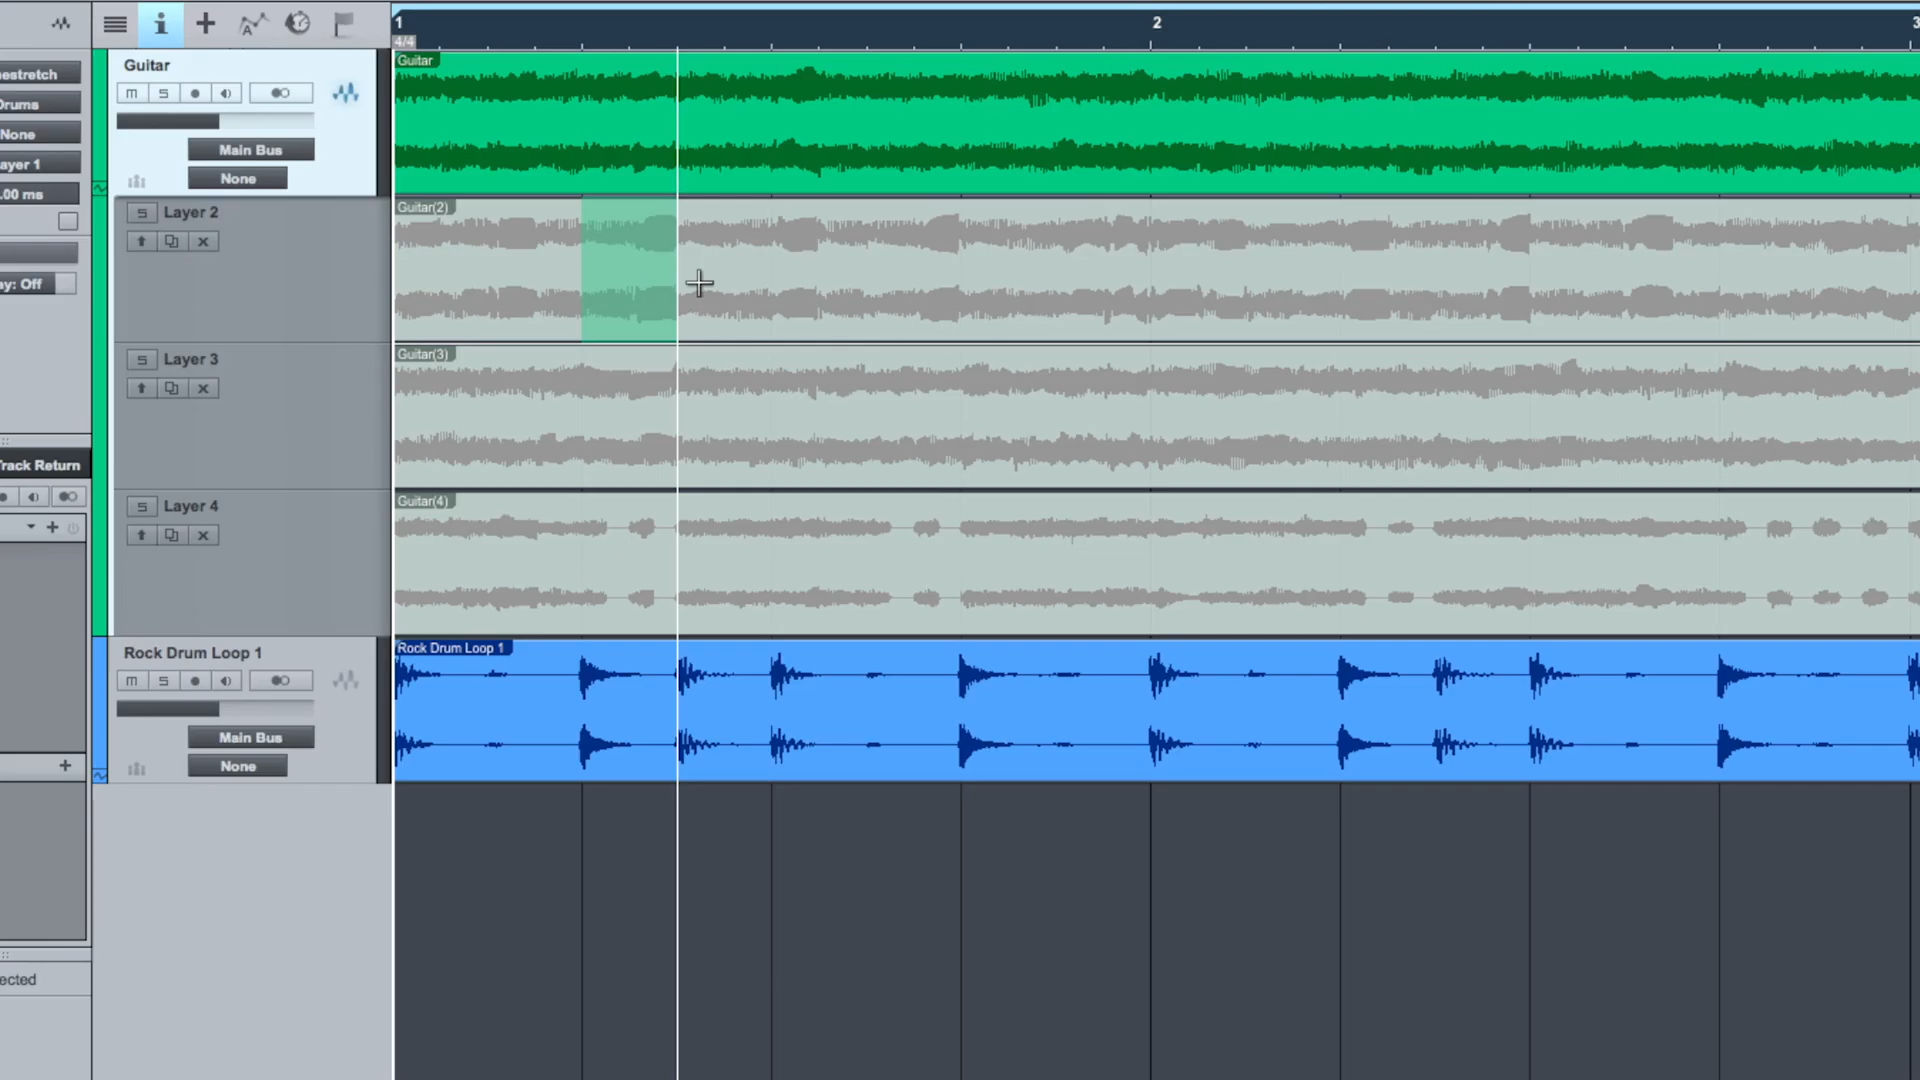 1 2 3
4/4
estretch
Drums
None
ayer 1
.00 ms
ay: Off
Track Return
ected
Guitar
M S
Main Bus
None
S Layer 2
S Layer 3
S Layer 4
Rock Drum Loop 1
M S
Main Bus
None
Guitar
Guitar(2)
Guitar(3)
Guitar(4)
Rock Drum Loop 1